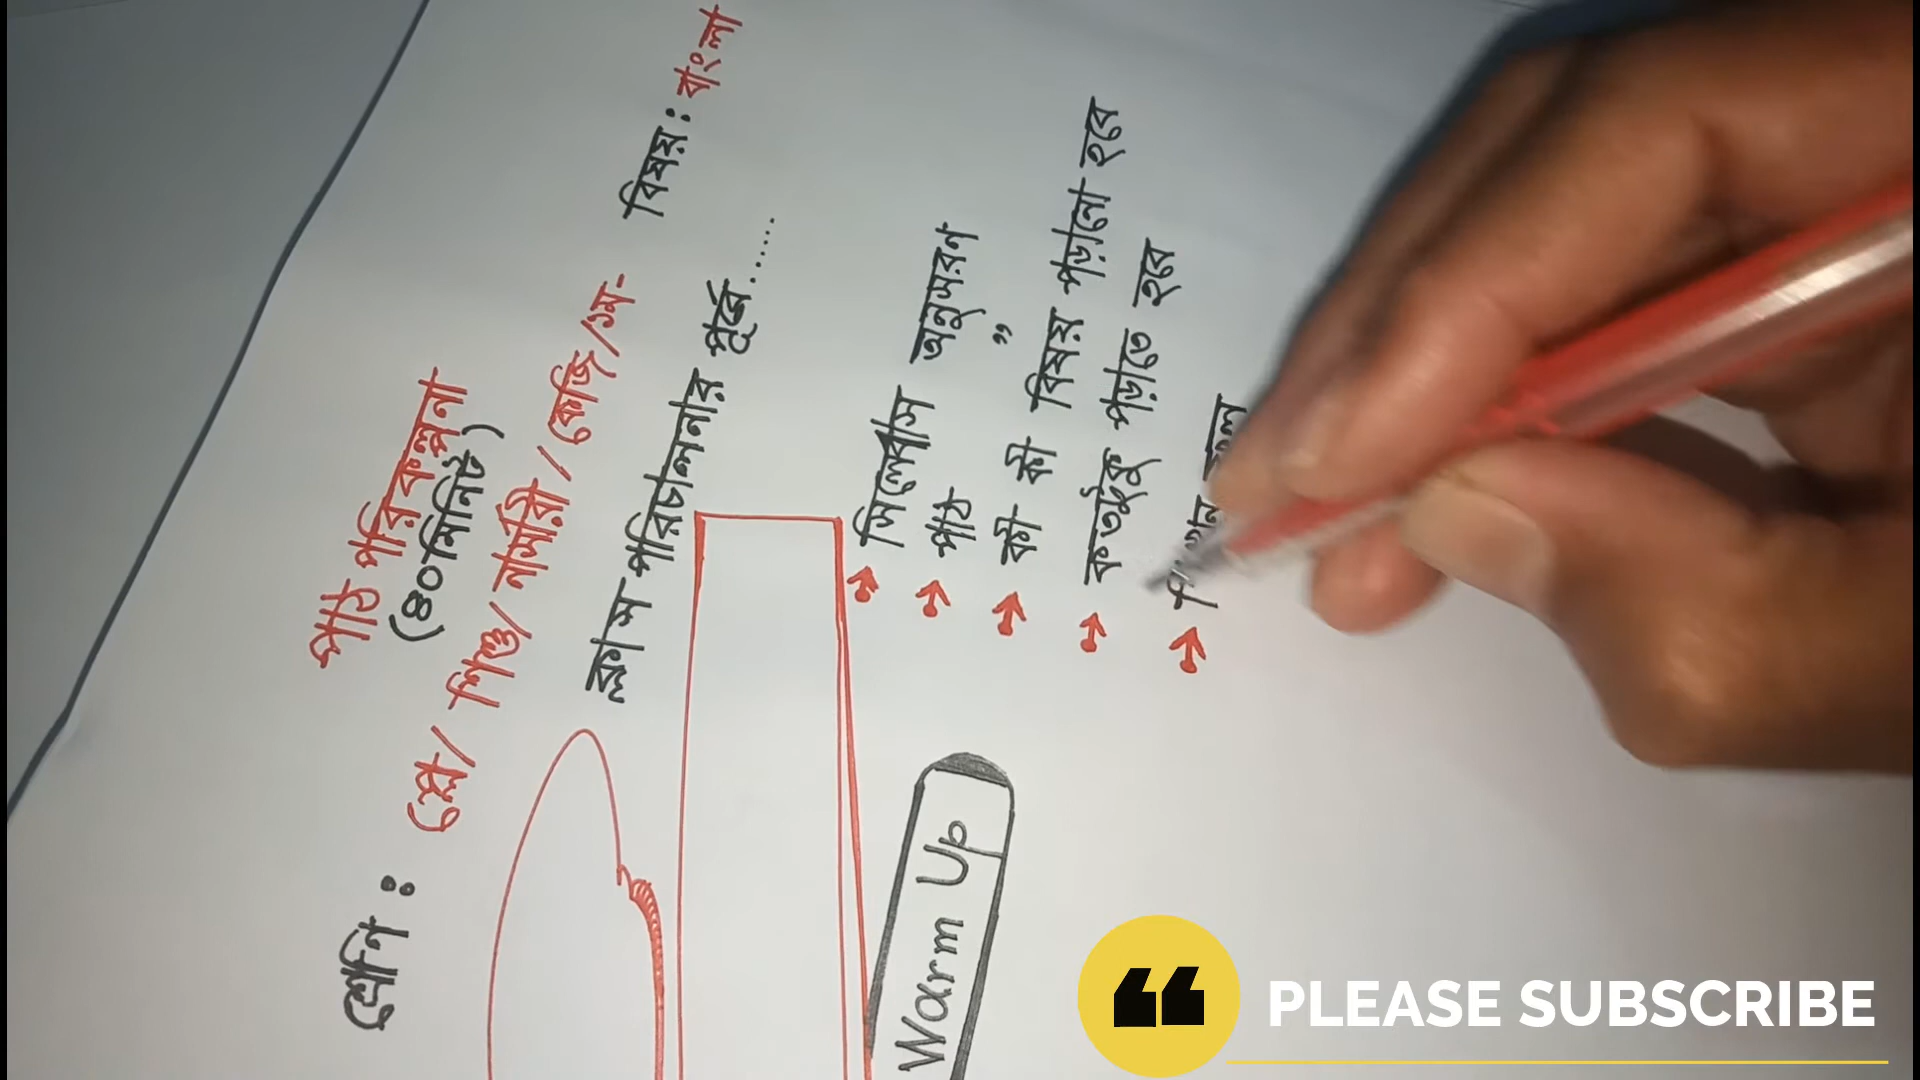 পাঠ পরিকল্পনা
(৪০মিনিট)
শ্রেণি : প্লে/ শিশু/ নার্সারী / কেজি /১ম- বিষয় : বাংলা
ক্লাস পরিচালনার পূর্বে......
সিলেবাস অনুসরণ
পাঠ "
কী কী বিষয় পড়ানো হবে
কতটুকু পড়াতে হবে
Warm Up
PLEASE SUBSCRIBE